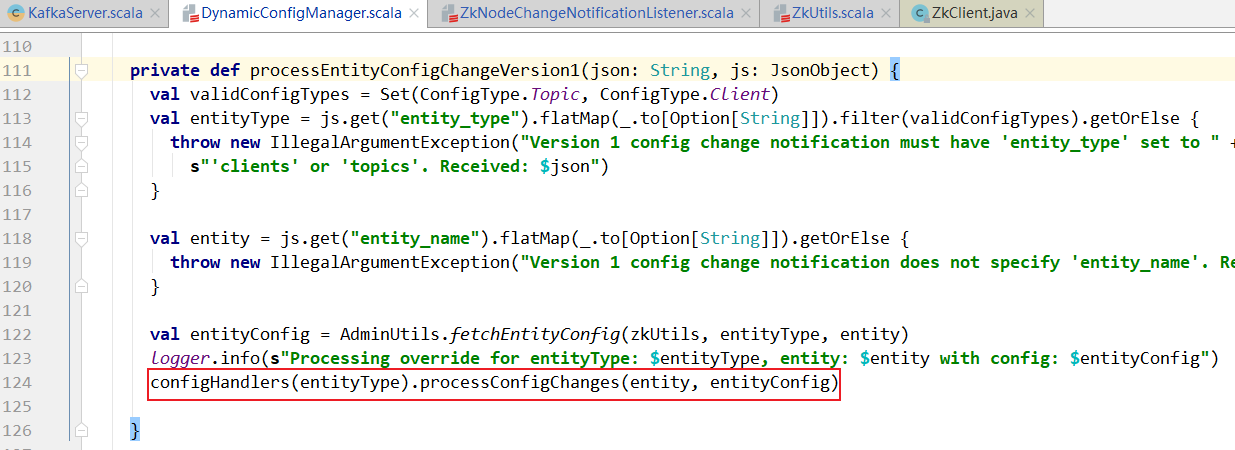 KafkaServer.scala × DynamicConfigManager.scala × ZkNodeChangeNotificationListener.scala × ZkUtils.scala × ZkClient.java ×
110
111 private def processEntityConfigChangeVersion1(json: String, js: JsonObject) {
112 val validConfigTypes = Set(ConfigType.Topic, ConfigType.Client)
113 val entityType = js.get("entity_type").flatMap(_.to[Option[String]]).filter(validConfigTypes).getOrElse {
114 throw new IllegalArgumentException("Version 1 config change notification must have 'entity_type' set to " +
115 s"'clients' or 'topics'. Received: $json")
116 }
117
118 val entity = js.get("entity_name").flatMap(_.to[Option[String]]).getOrElse {
119 throw new IllegalArgumentException("Version 1 config change notification does not specify 'entity_name'. Re
120 }
121
122 val entityConfig = AdminUtils.fetchEntityConfig(zkUtils, entityType, entity)
123 logger.info(s"Processing override for entityType: $entityType, entity: $entity with config: $entityConfig")
124 configHandlers(entityType).processConfigChanges(entity, entityConfig)
125
126 }